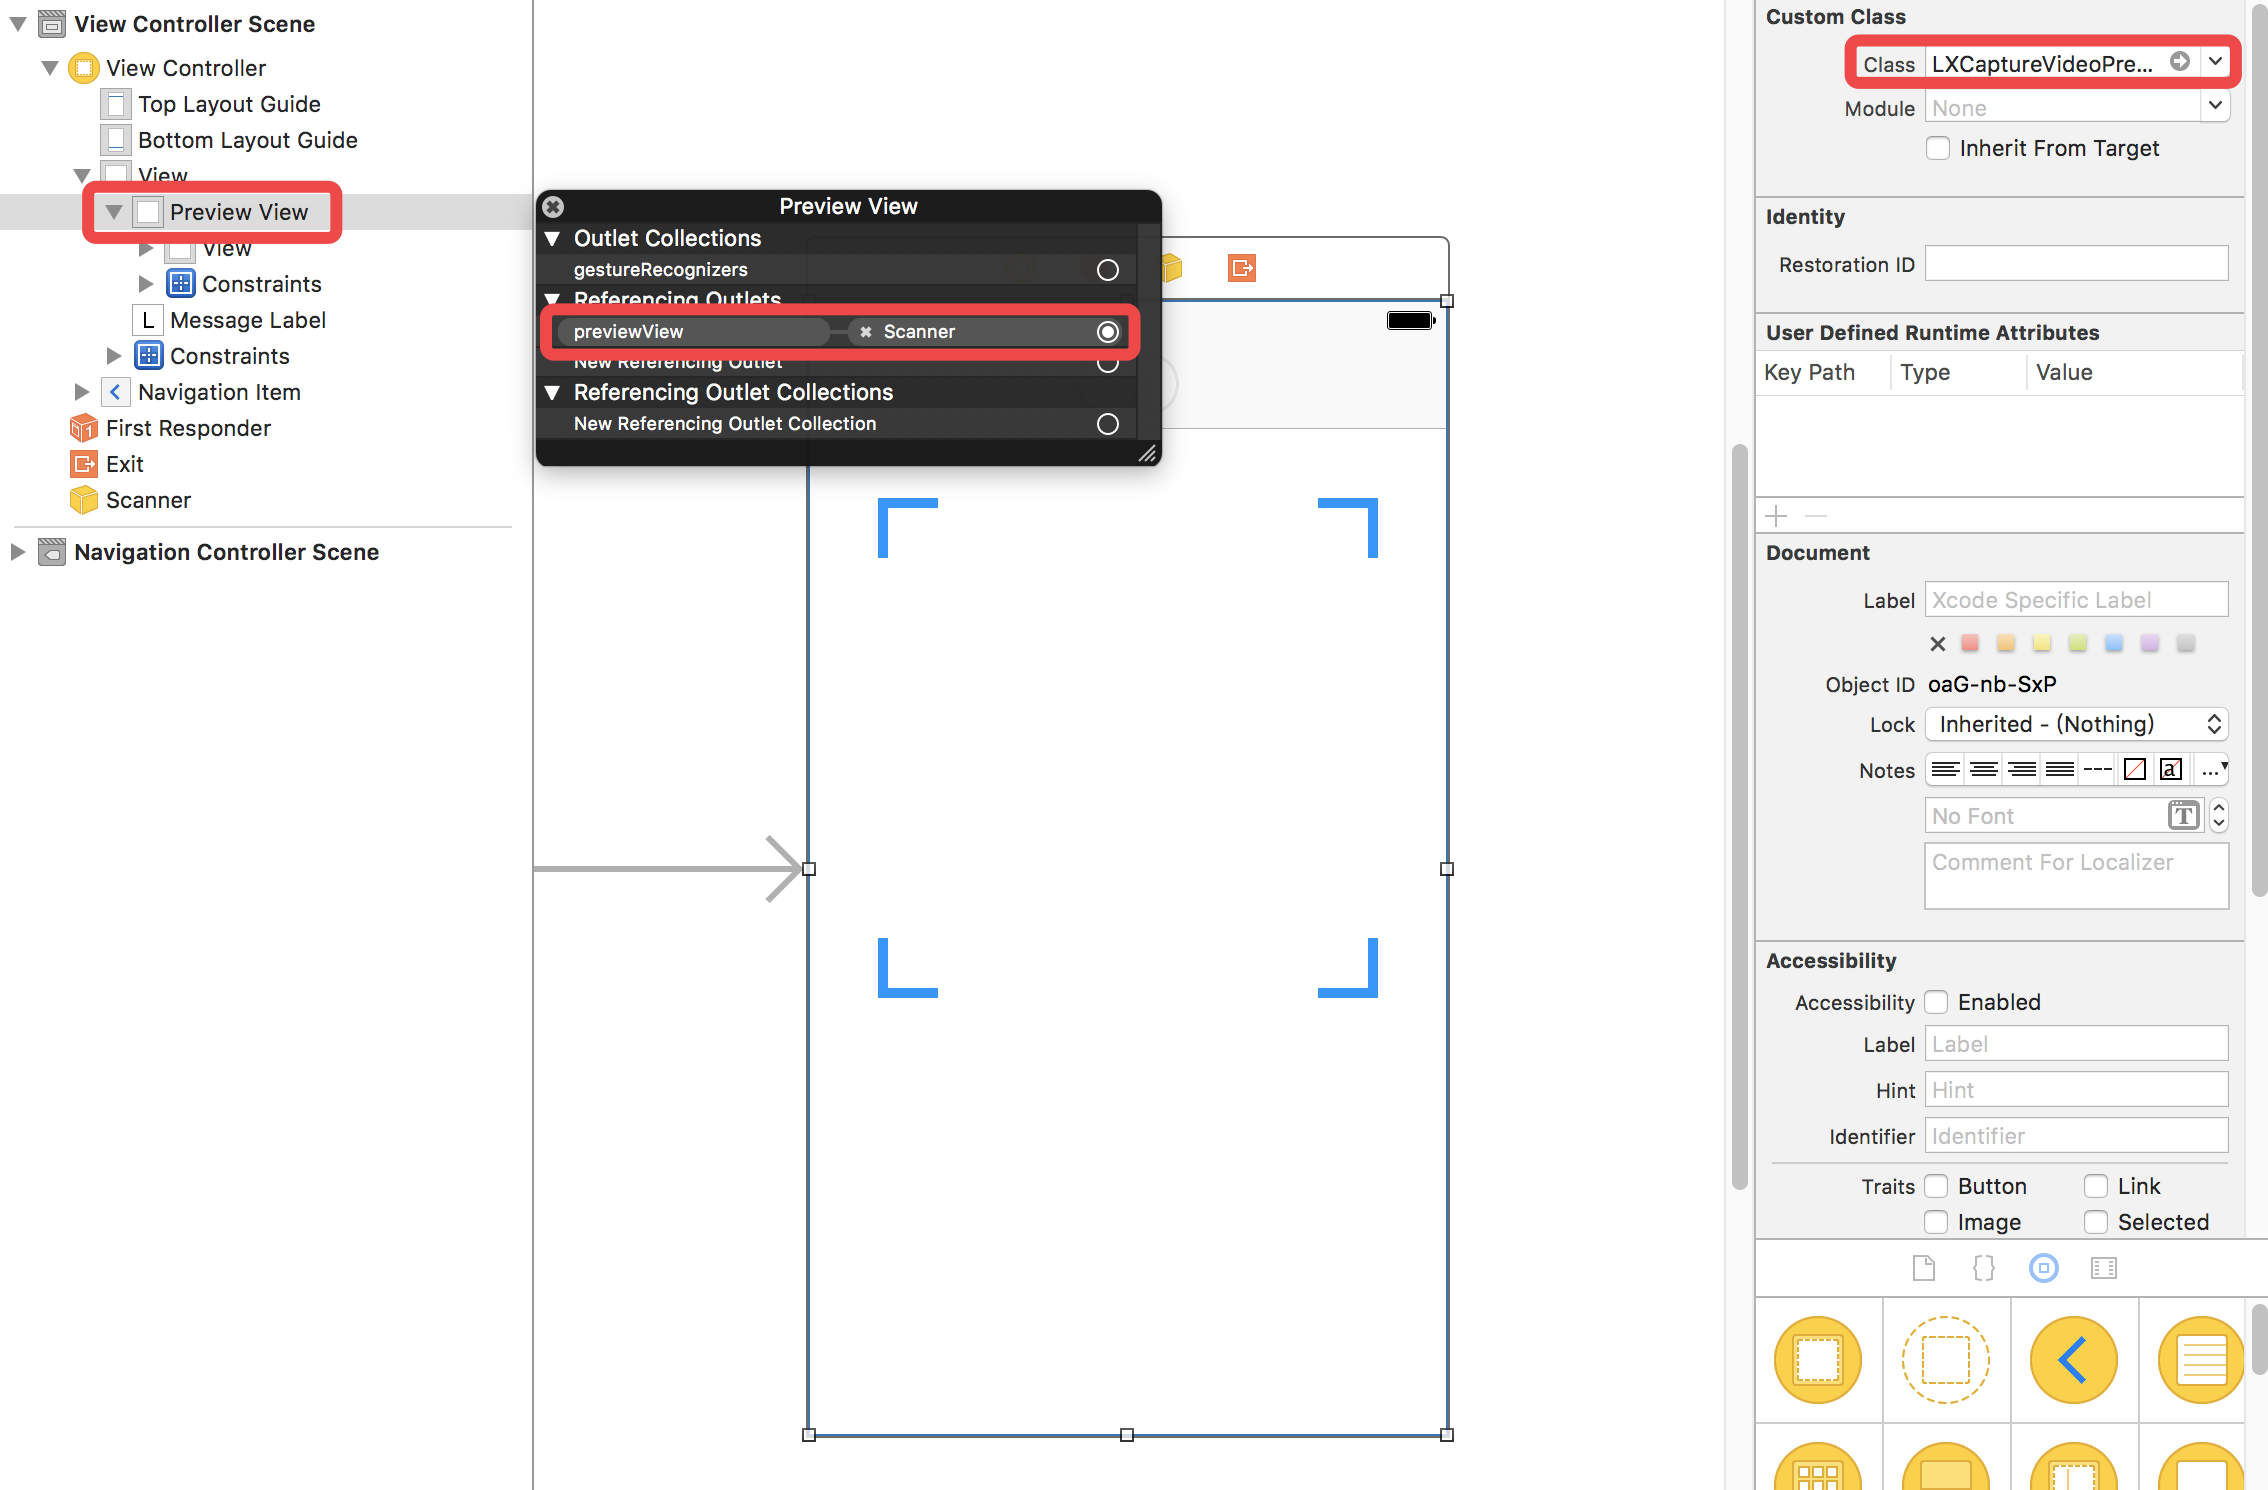 View Controller Scene
View Controller
Top Layout Guide
Bottom Layout Guide
View
Preview View
View
Constraints
L Message Label
Constraints
Navigation Item
First Responder
Exit
Scanner
Navigation Controller Scene
Preview View
Outlet Collections
gestureRecognizers
Referencing Outlets
previewView Scanner
New Referencing Outlet
Referencing Outlet Collections
New Referencing Outlet Collection
Custom Class
Class LXCaptureVideoPre...
Module None
Inherit From Target
Identity
Restoration ID
User Defined Runtime Attributes
Key Path Type Value
Document
Label Xcode Specific Label
Object ID oaG-nb-SxP
Lock Inherited - (Nothing)
Notes
No Font T
Comment For Localizer
Accessibility
Accessibility Enabled
Label Label
Hint Hint
Identifier Identifier
Traits Button Link
Image Selected